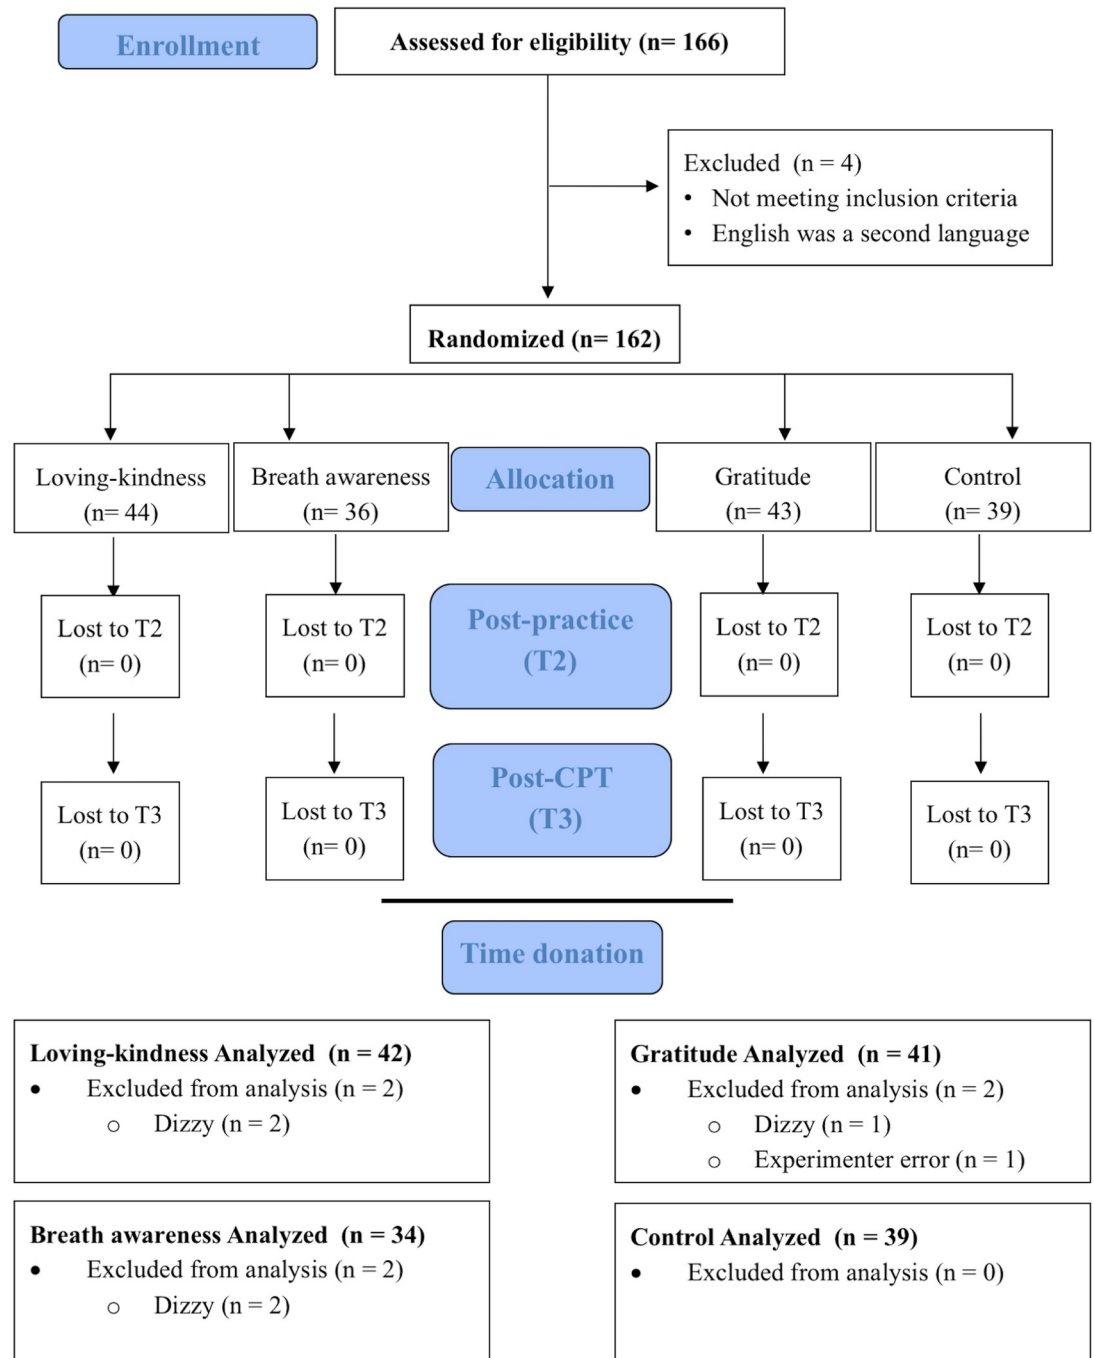 Enrollment
Assessed for eligibility (n= 166)
Excluded (n = 4)
• Not meeting inclusion criteria
• English was a second language
Randomized (n= 162)
Loving-kindness
(n= 44)
Breath awareness
(n= 36)
Allocation
Gratitude
(n= 43)
Control
(n= 39)
Lost to T2
(n= 0)
Lost to T2
(n= 0)
Post-practice
(T2)
Lost to T2
(n= 0)
Lost to T2
(n= 0)
Lost to T3
(n= 0)
Lost to T3
(n= 0)
Post-CPT
(T3)
Lost to T3
(n= 0)
Lost to T3
(n= 0)
Time donation
Loving-kindness Analyzed (n = 42)
• Excluded from analysis (n = 2)
o Dizzy (n = 2)
Gratitude Analyzed (n = 41)
• Excluded from analysis (n = 2)
o Dizzy (n = 1)
o Experimenter error (n = 1)
Breath awareness Analyzed (n = 34)
• Excluded from analysis (n = 2)
o Dizzy (n = 2)
Control Analyzed (n = 39)
• Excluded from analysis (n = 0)